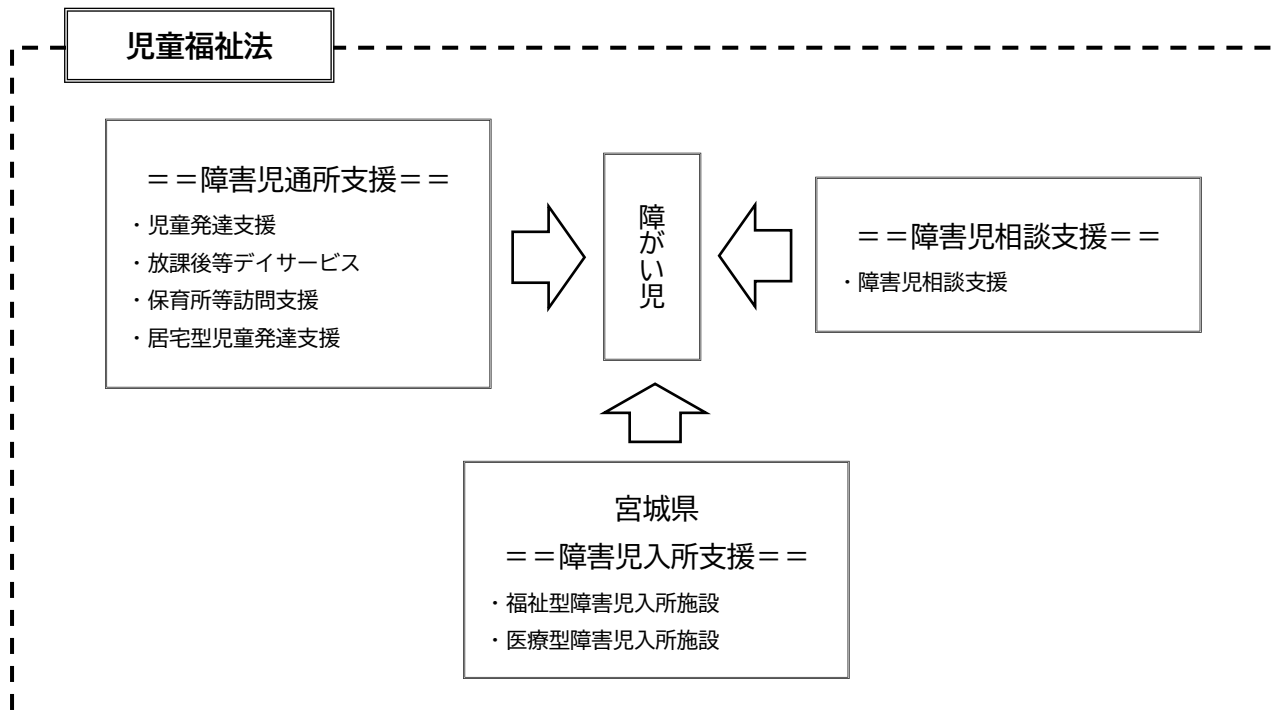 児童福祉法
==障害児通所支援==
・児童発達支援
・放課後等デイサービス
・保育所等訪問支援
・居宅型児童発達支援
障がい児
==障害児相談支援==
・障害児相談支援
宮城県
==障害児入所支援==
・福祉型障害児入所施設
・医療型障害児入所施設